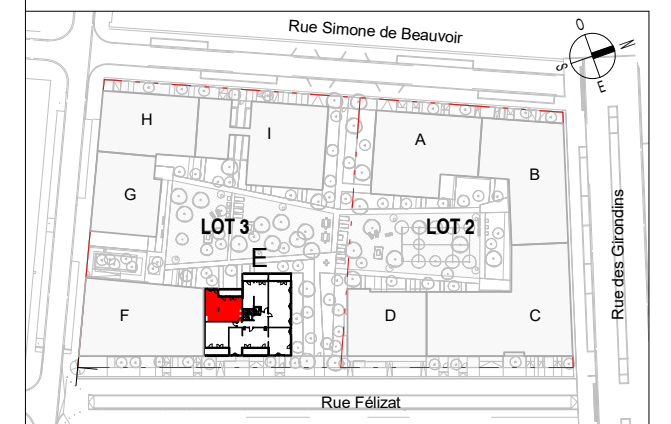 Rue Simone de Beauvoir
O
N
S
E
H
I
A
B
G
LOT 3
LOT 2
E
F
D
C
Rue des Girondins
Rue Félizat